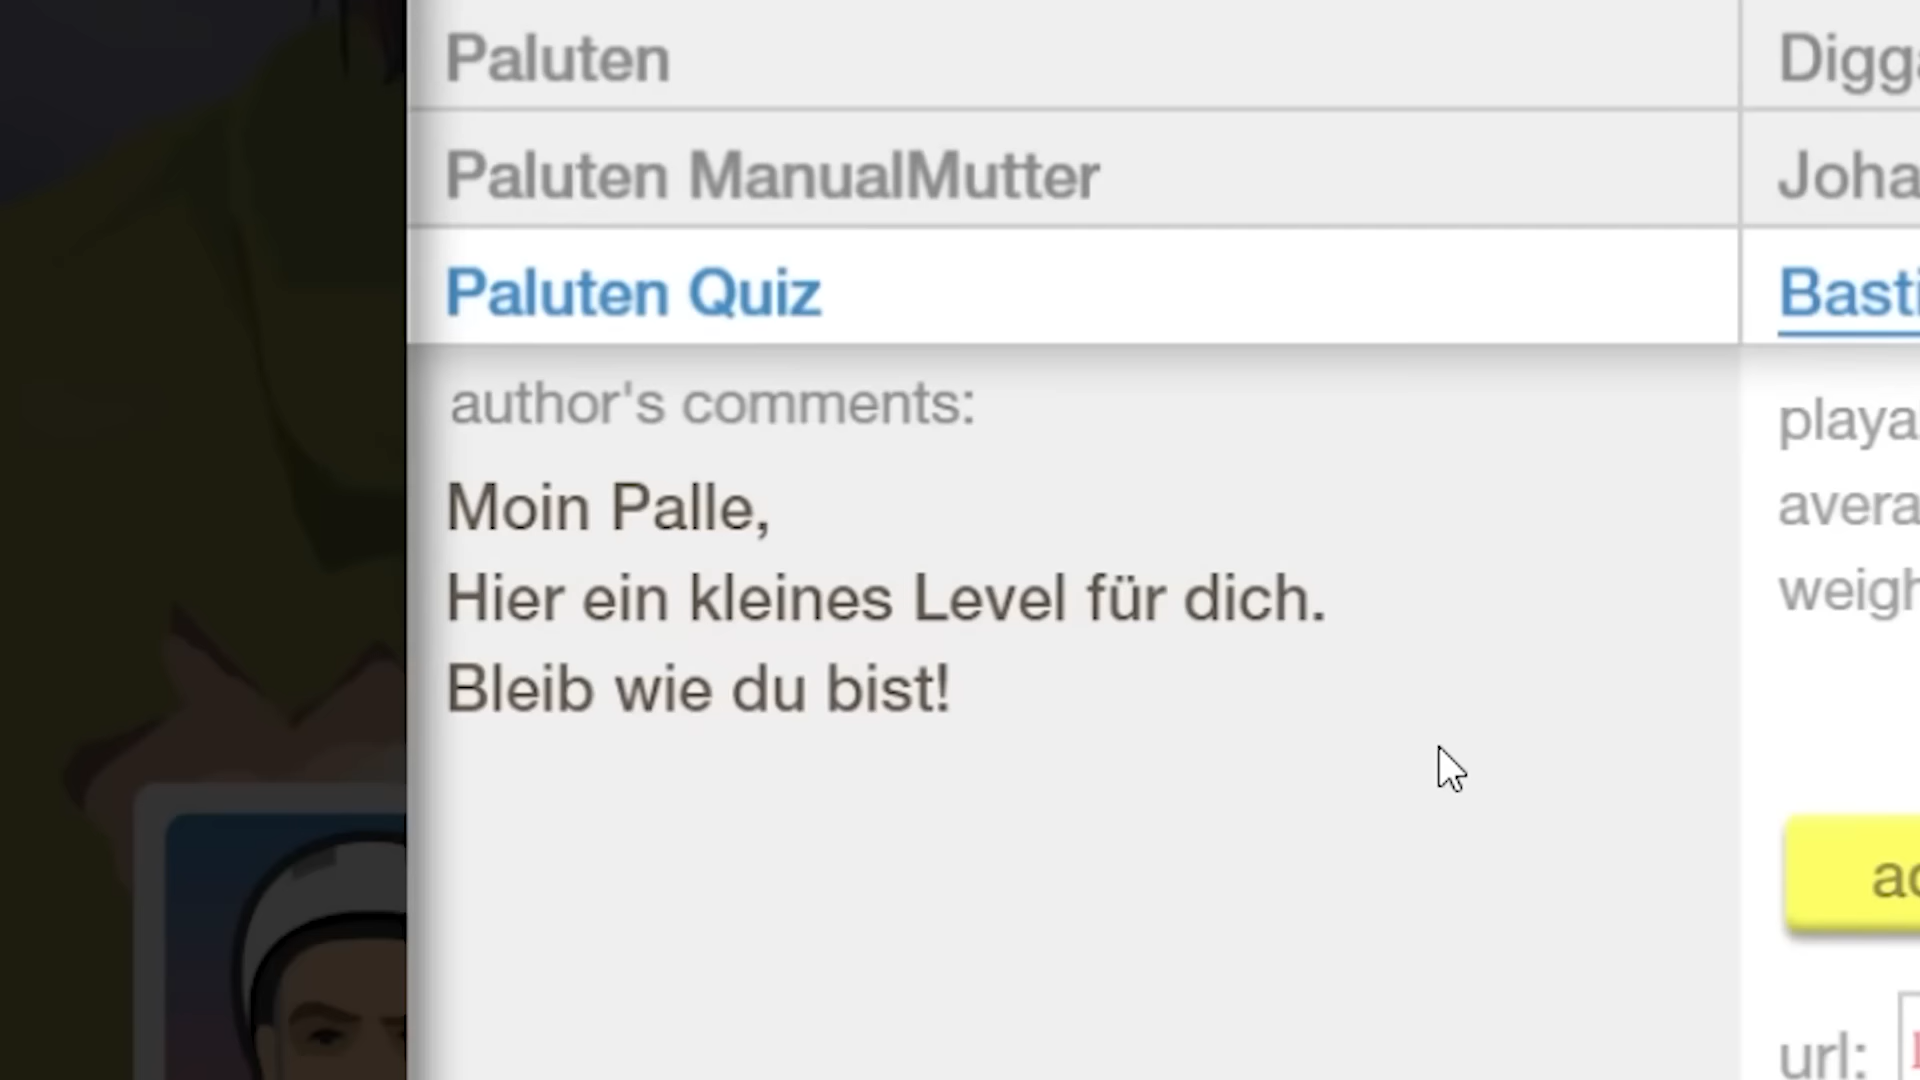 Paluten
Paluten ManualMutter
Paluten Quiz
author's comments:
Moin Palle,
Hier ein kleines Level für dich.
Bleib wie du bist!
url: